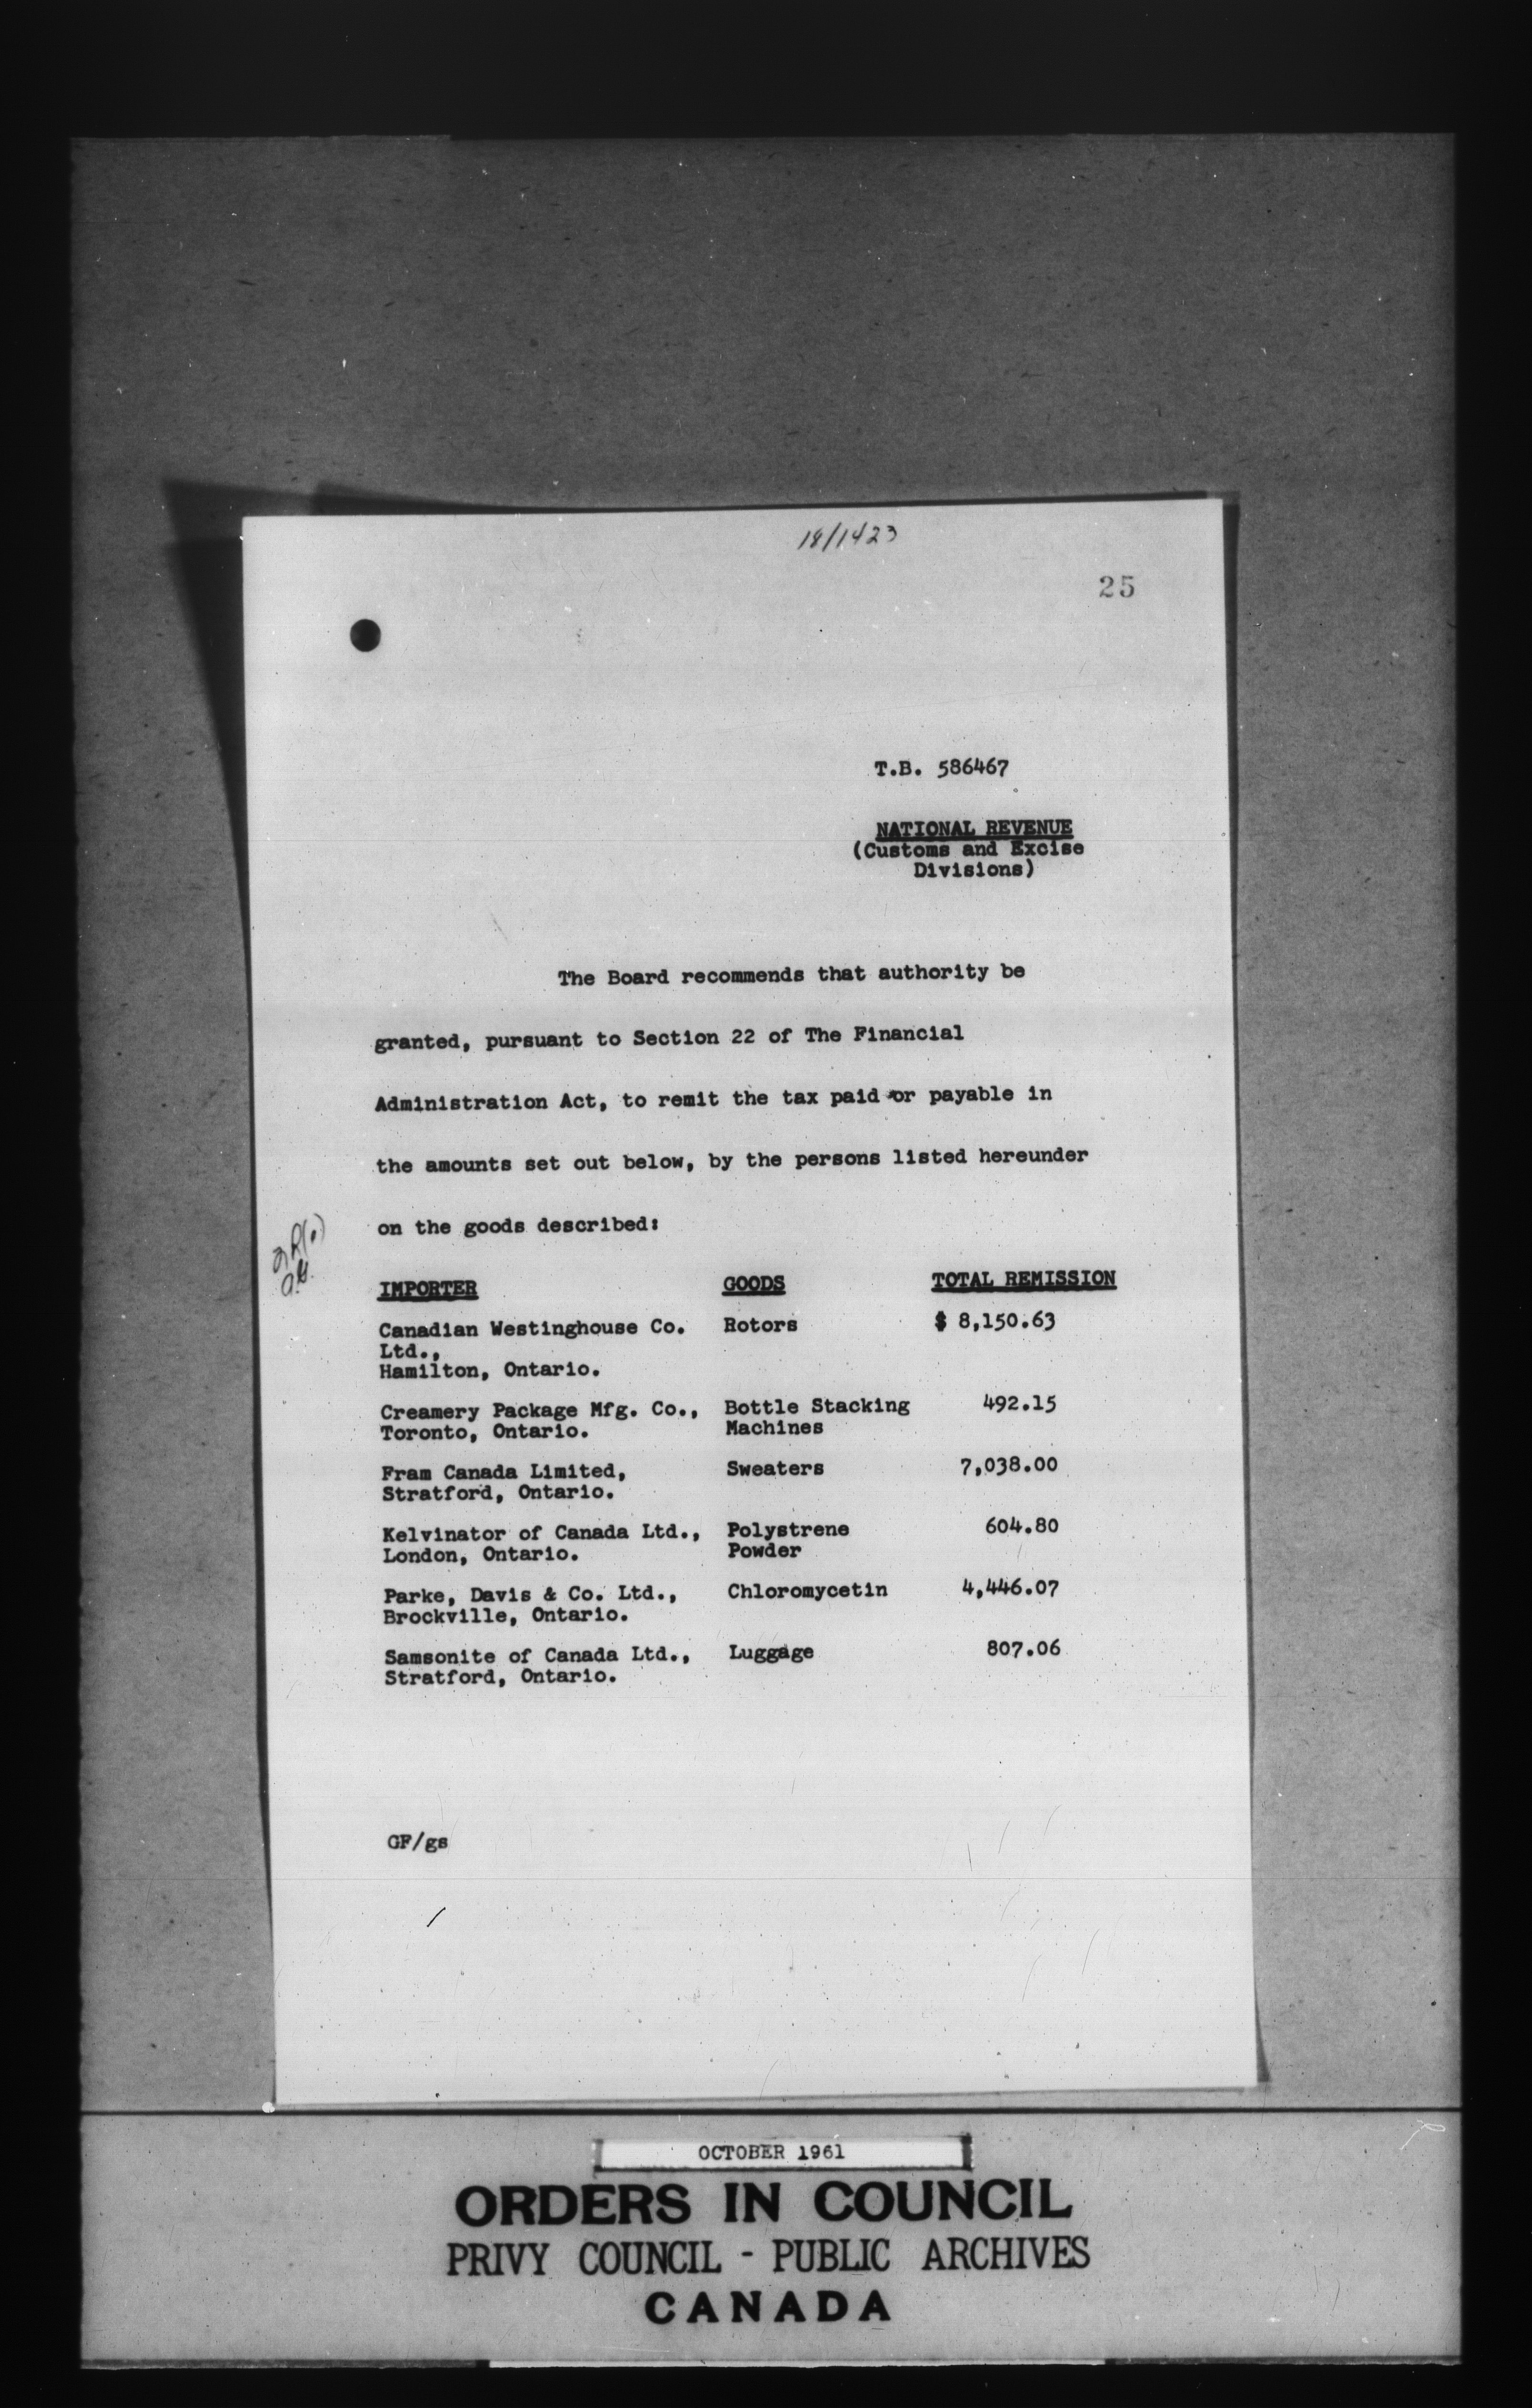 18/1423
25
T.B. 586467
NATIONAL REVENUE
(Customs and Excise
Divisions)
The Board recommends that authority be
granted, pursuant to Section 22 of The Financial
Administration Act, to remit the tax paid or payable in
the amounts set out below, by the persons listed hereunder
on the goods described:
IMPORTER GOODS TOTAL REMISSION
Canadian Westinghouse Co. Rotors $ 8,150.63
Ltd.,
Hamilton, Ontario.
Creamery Package Mfg. Co., Bottle Stacking 492.15
Toronto, Ontario. Machines
Fram Canada Limited, Sweaters 7,038.00
Stratford, Ontario.
Kelvinator of Canada Ltd., Polystrene 604.80
London, Ontario. Powder
Parke, Davis & Co. Ltd., Chloromycetin 4,446.07
Brockville, Ontario.
Samsonite of Canada Ltd., Luggage 807.06
Stratford, Ontario.
GF/gs
OCTOBER 1961
ORDERS IN COUNCIL
PRIVY COUNCIL - PUBLIC ARCHIVES
CANADA